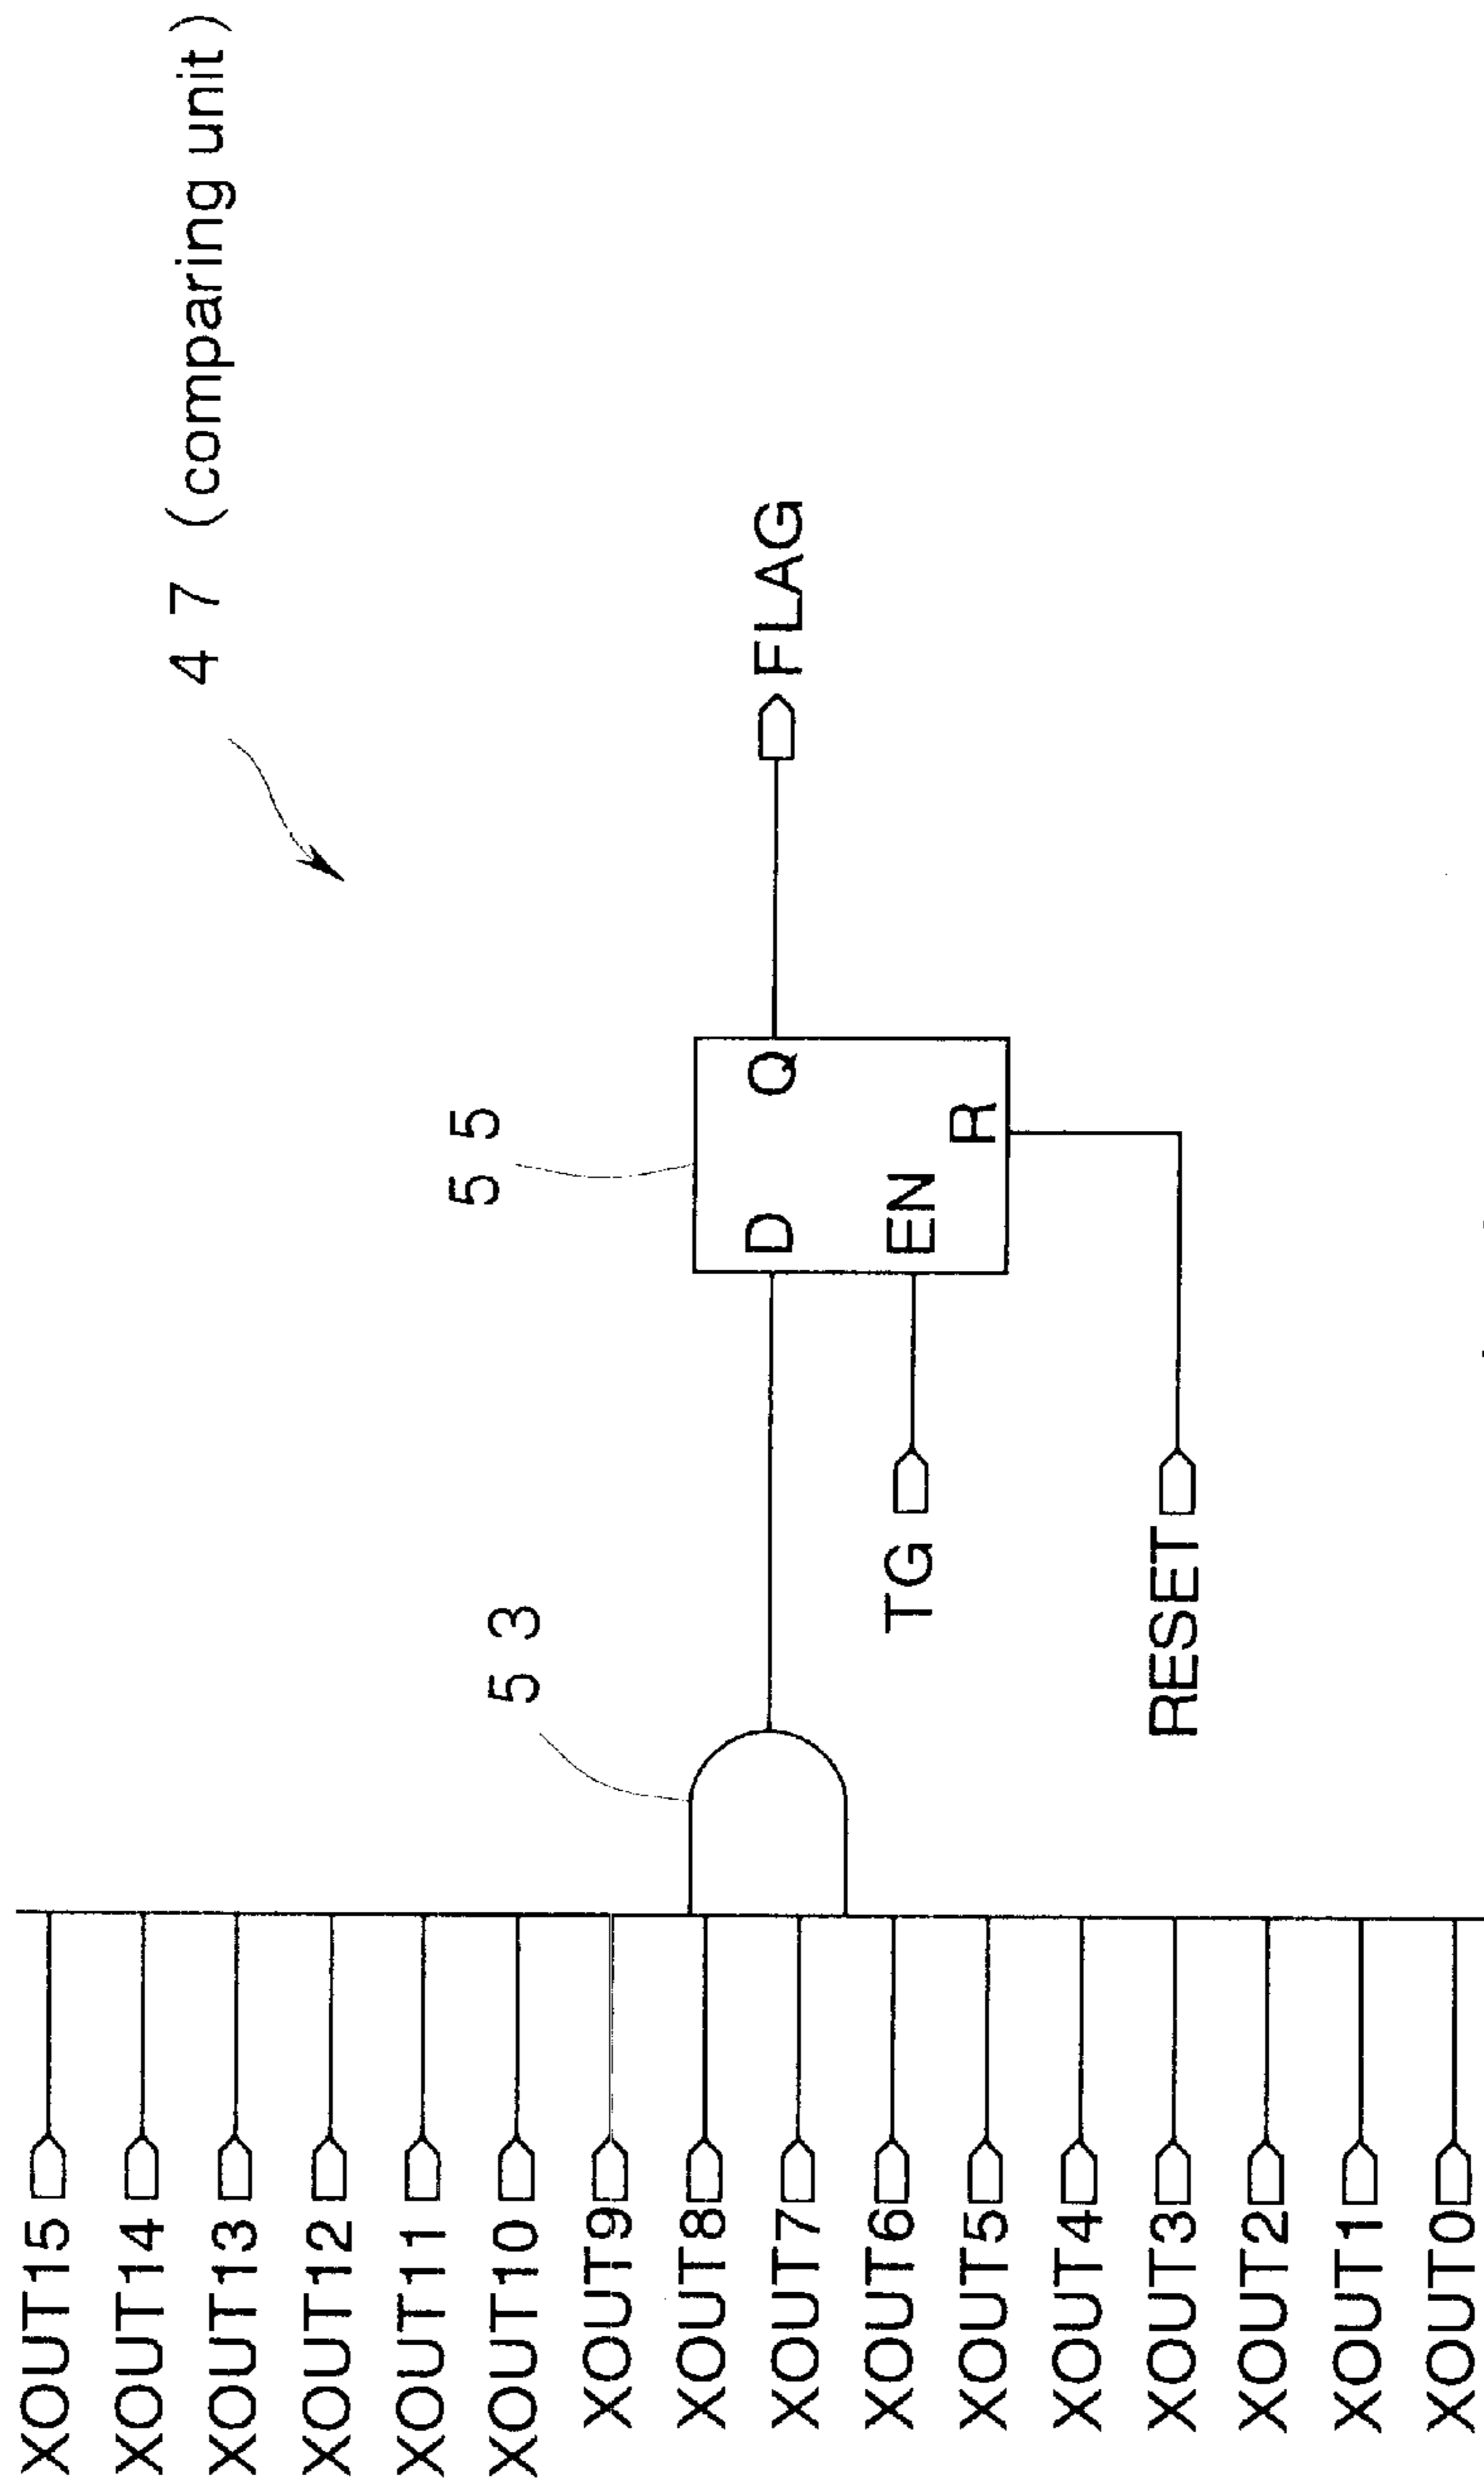 4 7 (comparing unit)
XOUT15
XOUT14
XOUT13
XOUT12
XOUT11
XOUT10
XOUT9
XOUT8
XOUT7
XOUT6
XOUT5
XOUT4
XOUT3
XOUT2
XOUT1
XOUT0
5 3
5 5
D Q
EN
R
TG
RESET
FLAG